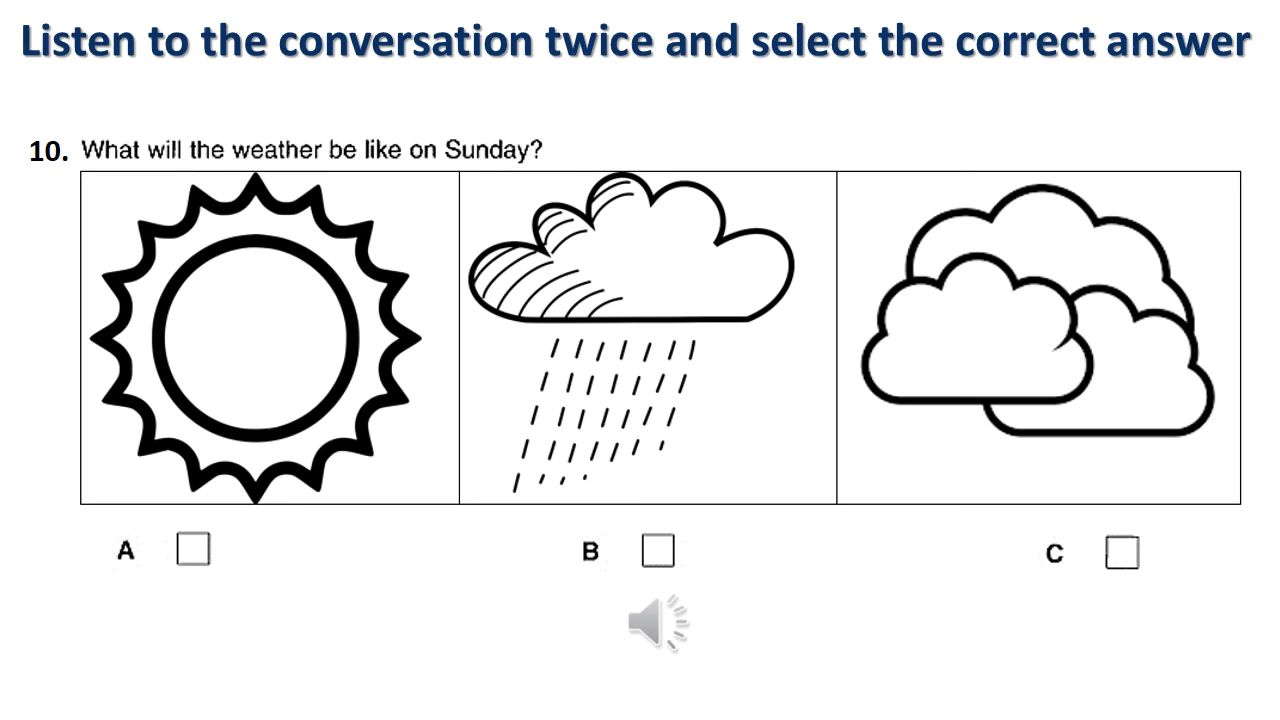 Listen to the conversation twice and select the correct answer
10. What will the weather be like on Sunday?
A
B
C